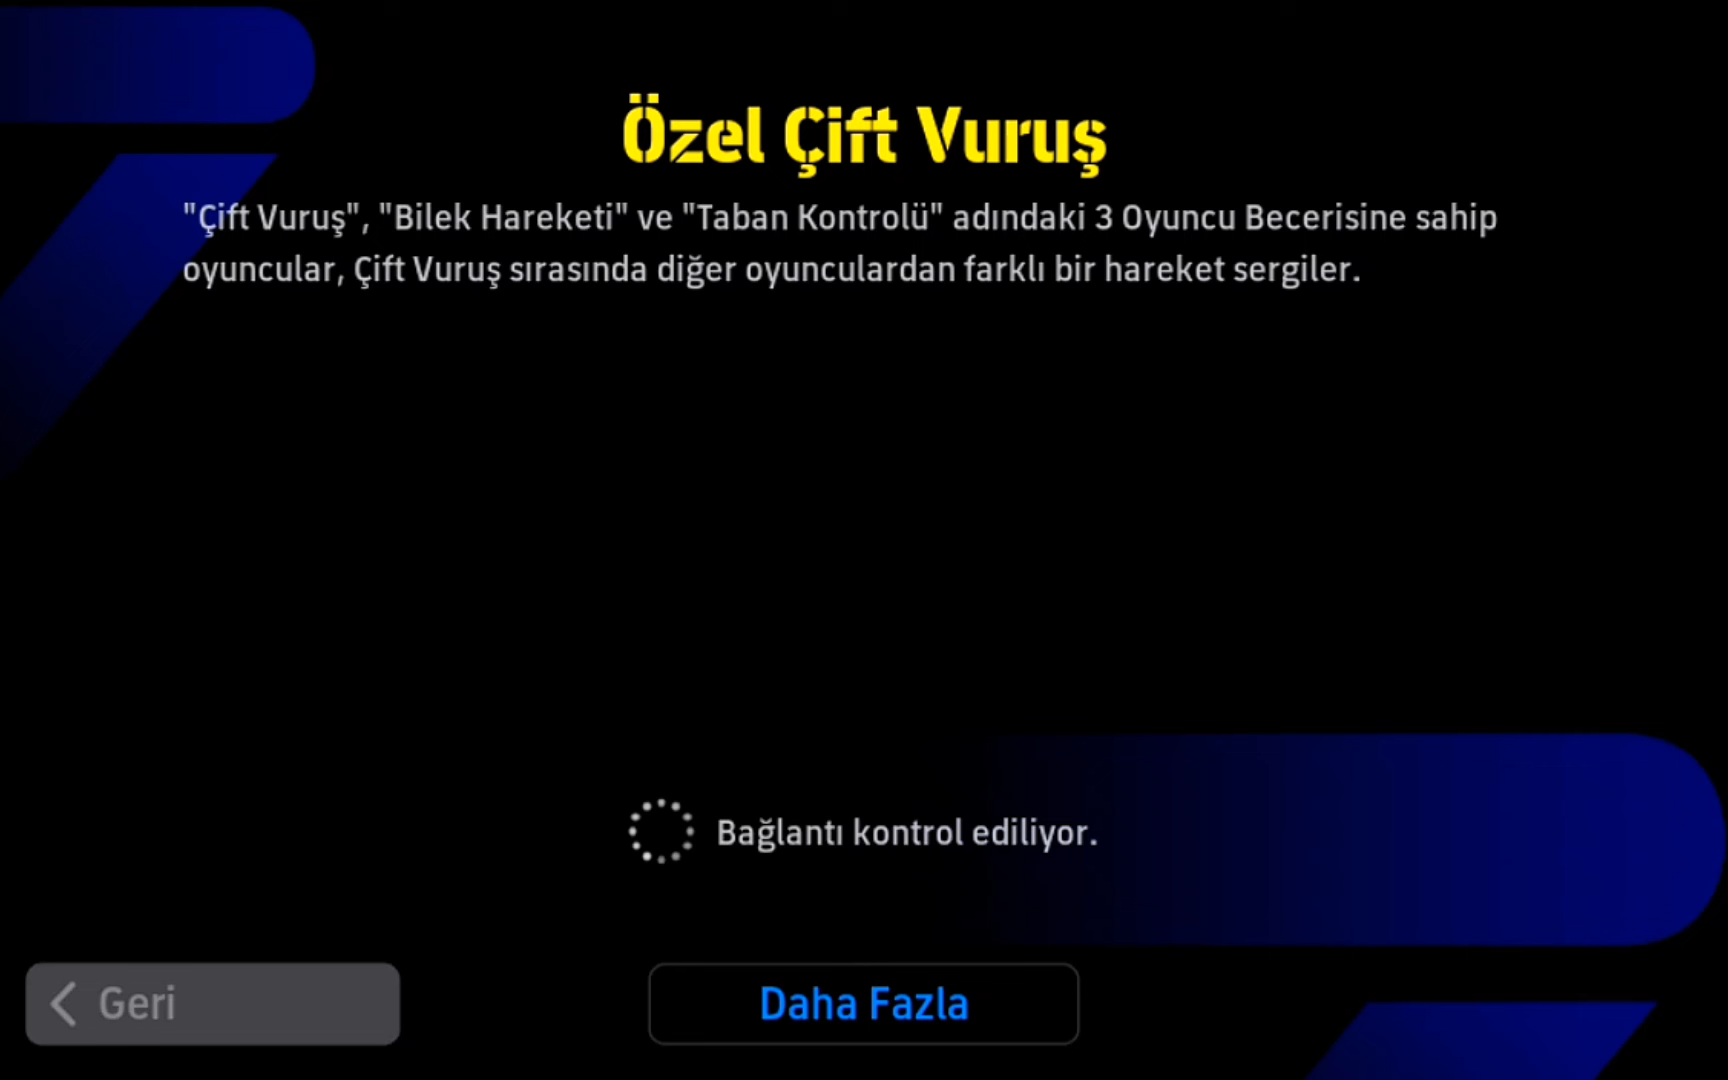 Özel Çift Vuruş
"Çift Vuruş", "Bilek Hareketi" ve "Taban Kontrolü" adındaki 3 Oyuncu Becerisine sahip
oyuncular, Çift Vuruş sırasında diğer oyunculardan farklı bir hareket sergiler.
Bağlantı kontrol ediliyor.
Geri
Daha Fazla